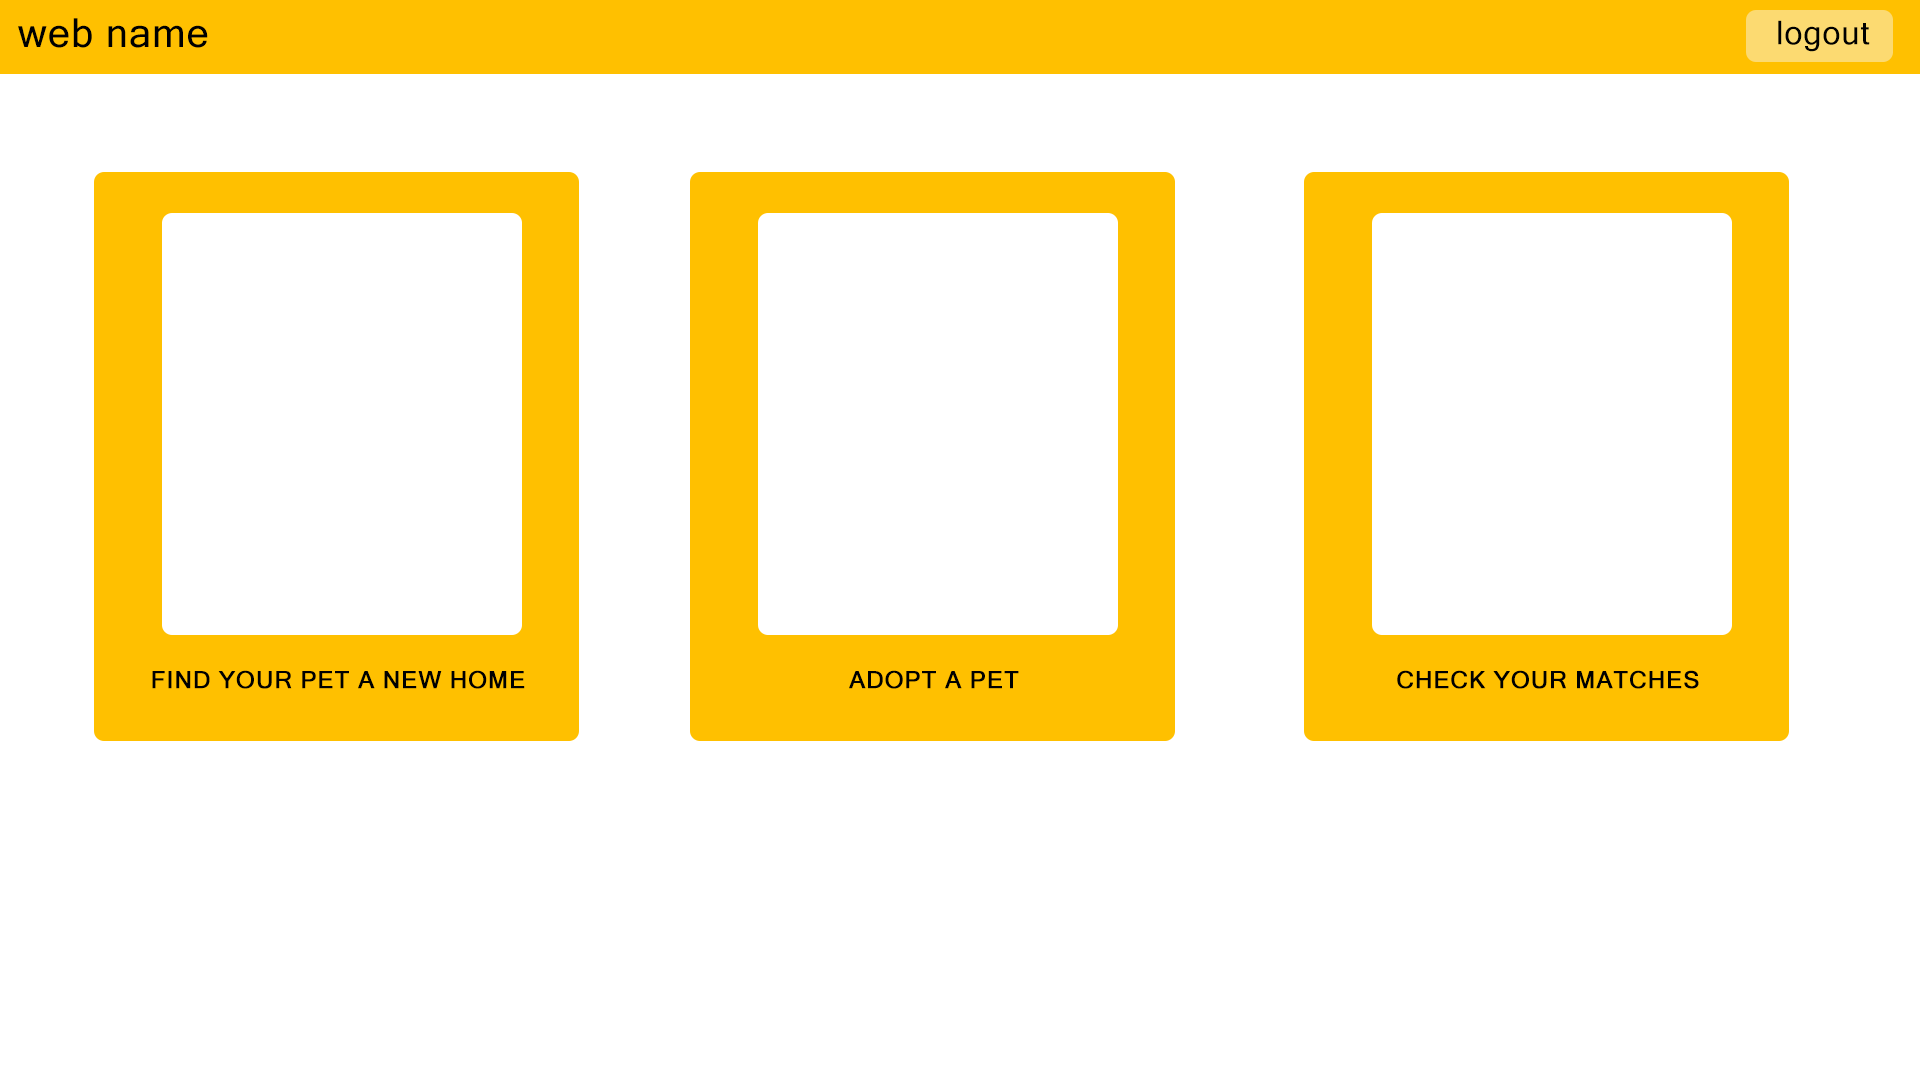 web name
logout
FIND YOUR PET A NEW HOME
ADOPT A PET
CHECK YOUR MATCHES